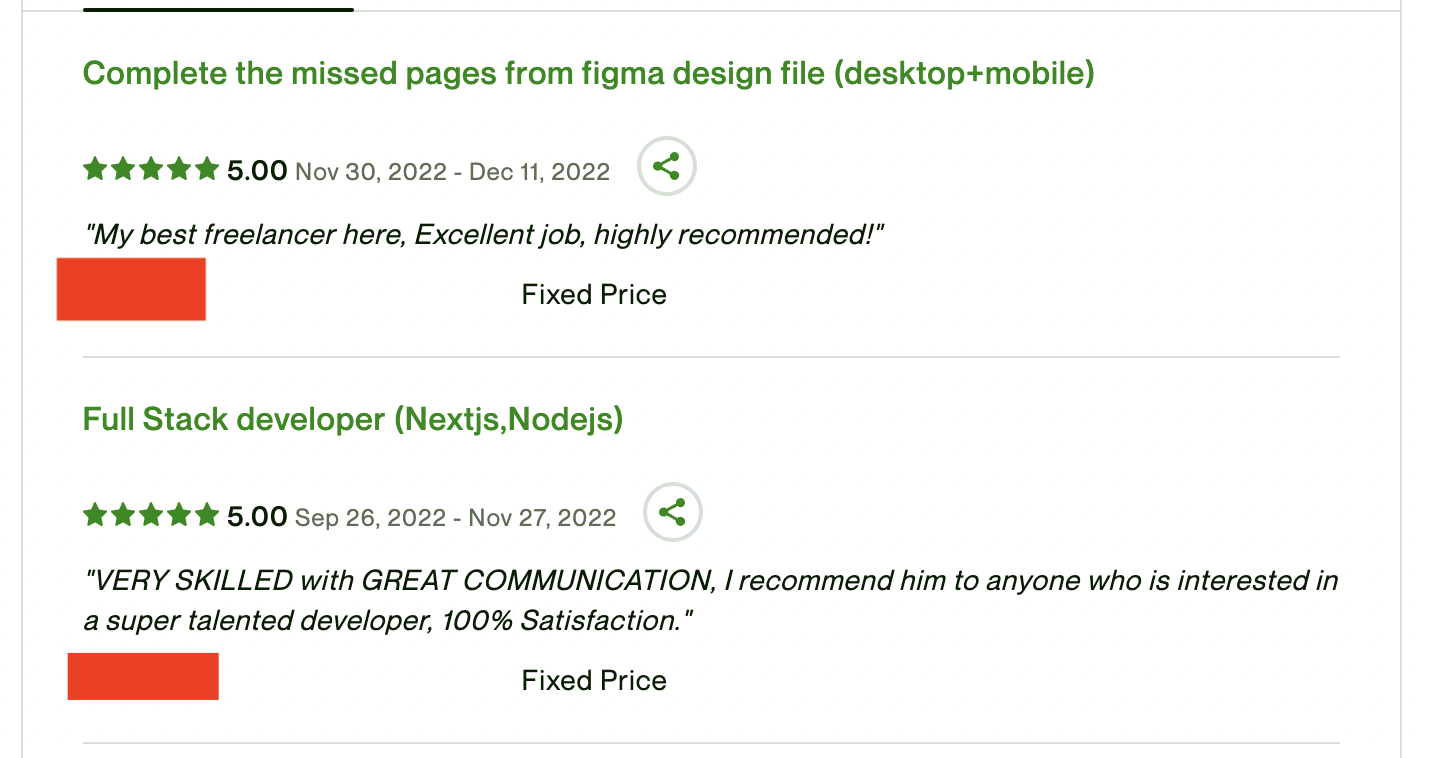 Complete the missed pages from figma design file (desktop+mobile)
5.00 Nov 30, 2022 - Dec 11, 2022
"My best freelancer here, Excellent job, highly recommended!"
Fixed Price
Full Stack developer (Nextjs,Nodejs)
5.00 Sep 26, 2022 - Nov 27, 2022
"VERY SKILLED with GREAT COMMUNICATION, I recommend him to anyone who is interested in
a super talented developer, 100% Satisfaction."
Fixed Price